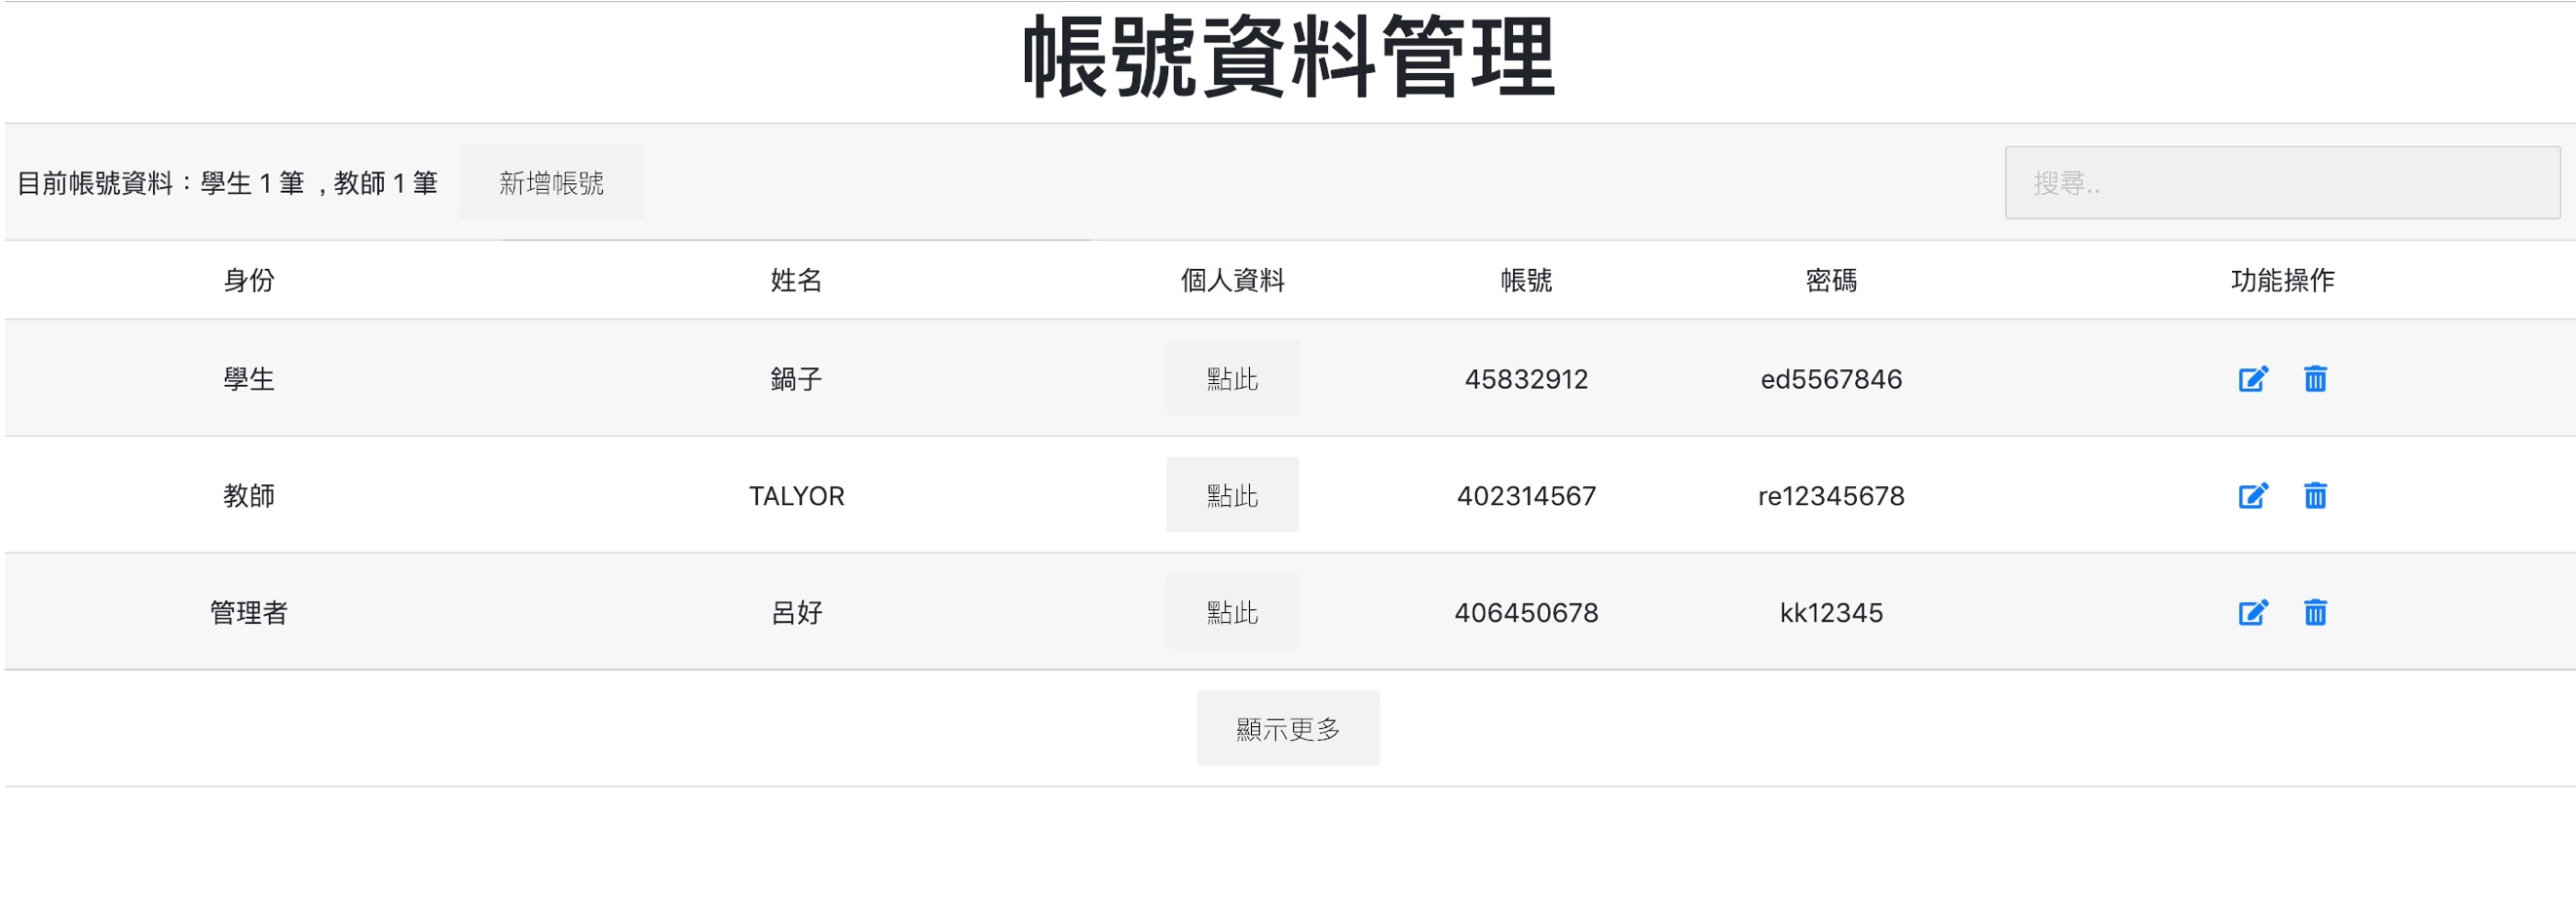 帳號資料管理
目前帳號資料：學生 1 筆 , 教師 1 筆 新增帳號 搜尋..
身份 姓名 個人資料 帳號 密碼 功能操作
學生 鍋子 點此 45832912 ed5567846
教師 TALYOR 點此 402314567 re12345678
管理者 呂好 點此 406450678 kk12345
顯示更多